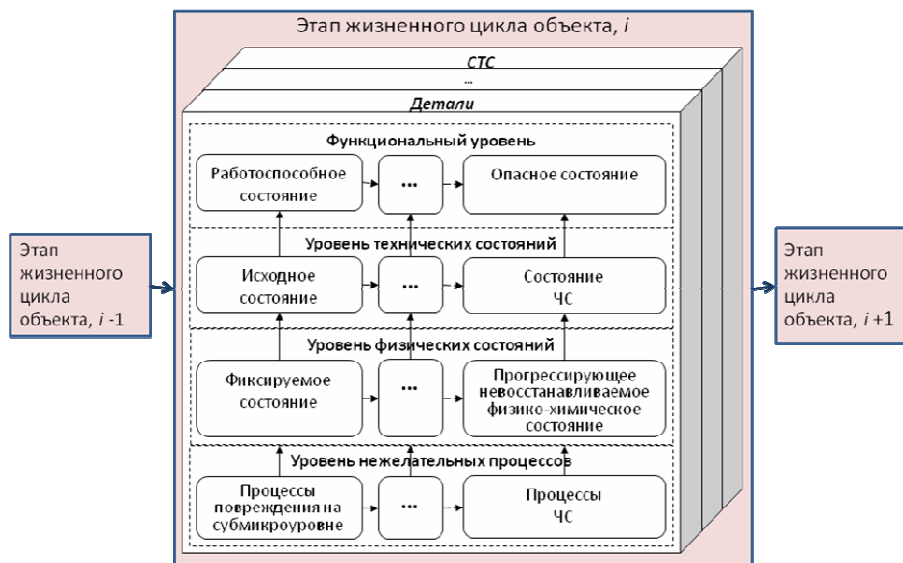 Этап жизненного цикла объекта, i
СТС
...
Детали
Функциональный уровень
Работоспособное
состояние
...
Опасное состояние
Уровень технических состояний
Исходное
состояние
...
Состояние
ЧС
Этап
жизненного
цикла
объекта, i -1
Этап
жизненного
цикла
объекта, i +1
Уровень физических состояний
Фиксируемое
состояние
...
Прогрессирующее
невосстанавливаемое
физико-химическое
состояние
Уровень нежелательных процессов
Процессы
повреждения на
субмикроуровне
...
Процессы
ЧС